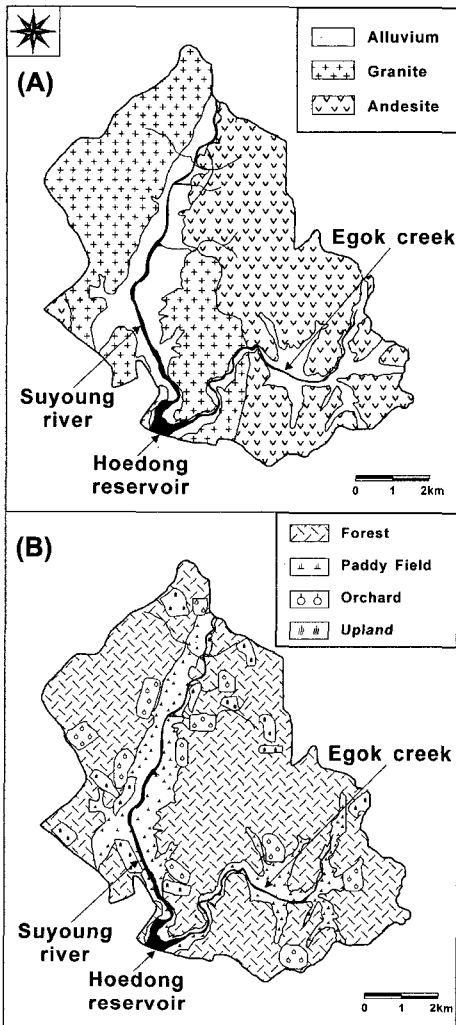 (A)
Alluvium
Granite
Andesite
Egok creek
Suyoung
river
Hoedong
reservoir
0 1 2km
(B)
Forest
Paddy Field
Orchard
Upland
Egok creek
Suyoung
river
Hoedong
reservoir
0 1 2km